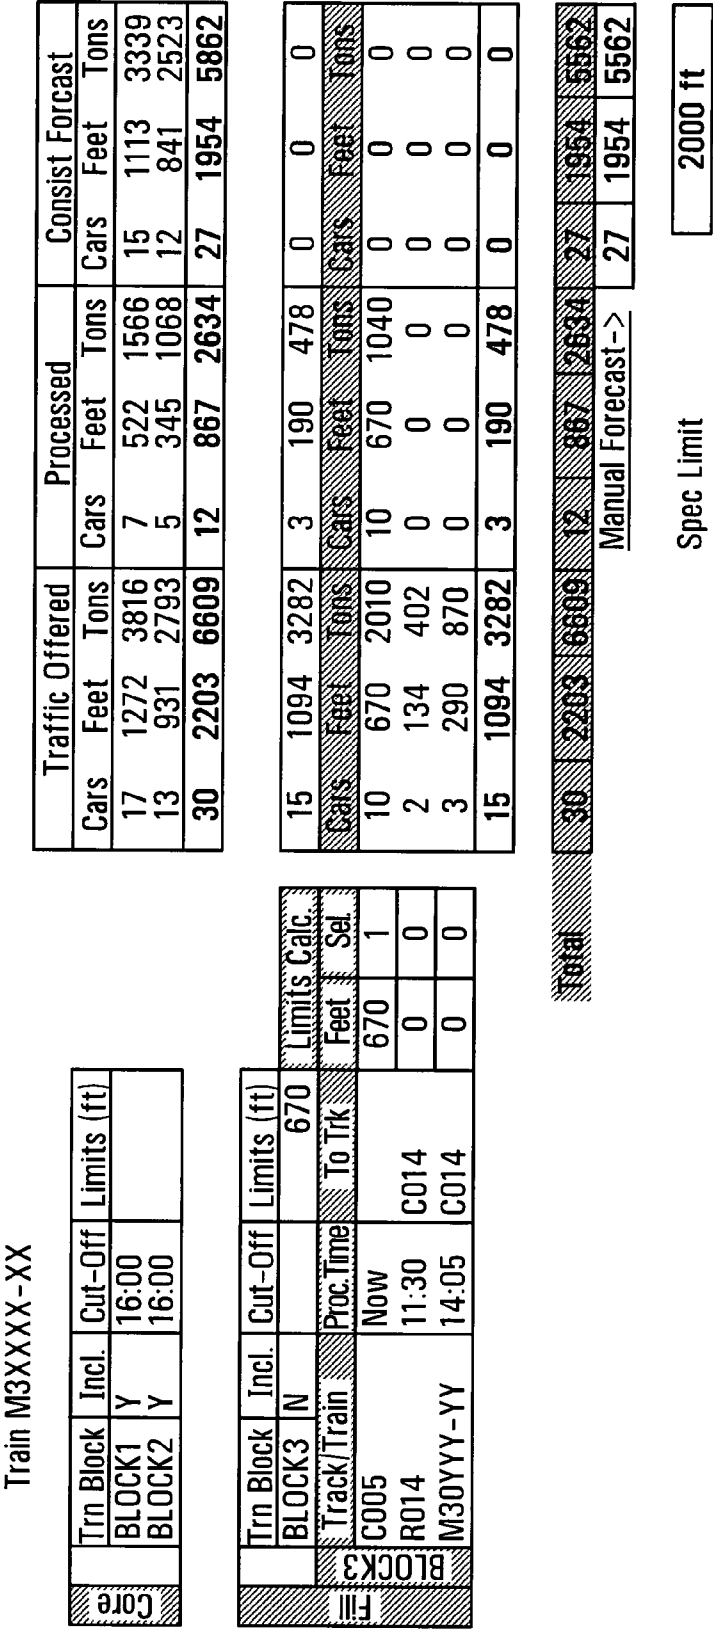 Train M3XXXX-XX
Traffic Offered Processed Consist Forcast
Core Trn Block Incl. Cut-Off Limits (ft) Cars Feet Tons Cars Feet Tons Cars Feet Tons
BLOCK1 Y 16:00 17 1272 3816 7 522 1566 15 1113 3339
BLOCK2 Y 16:00 13 931 2793 5 345 1068 12 841 2523
30 2203 6609 12 867 2634 27 1954 5862
Fill Trn Block Incl. Cut-Off Limits (ft) Limits Calc.
BLOCK3 N 670 15 1094 3282 3 190 478 0 0 0
BLOCK3 Track/Train Proc.Time To Trk Feet Sel. Cars Feet Tons Cars Feet Tons Cars Feet Tons
C005 Now 670 1 10 670 2010 10 670 1040 0 0 0
R014 11:30 C014 0 0 2 134 402 0 0 0 0 0 0
M30YYY-YY 14:05 C014 0 0 3 290 870 0 0 0 0 0 0
15 1094 3282 3 190 478 0 0 0
Total 30 2203 6609 12 867 2634 27 1954 5562
Manual Forecast-> 27 1954 5562
Spec Limit 2000 ft